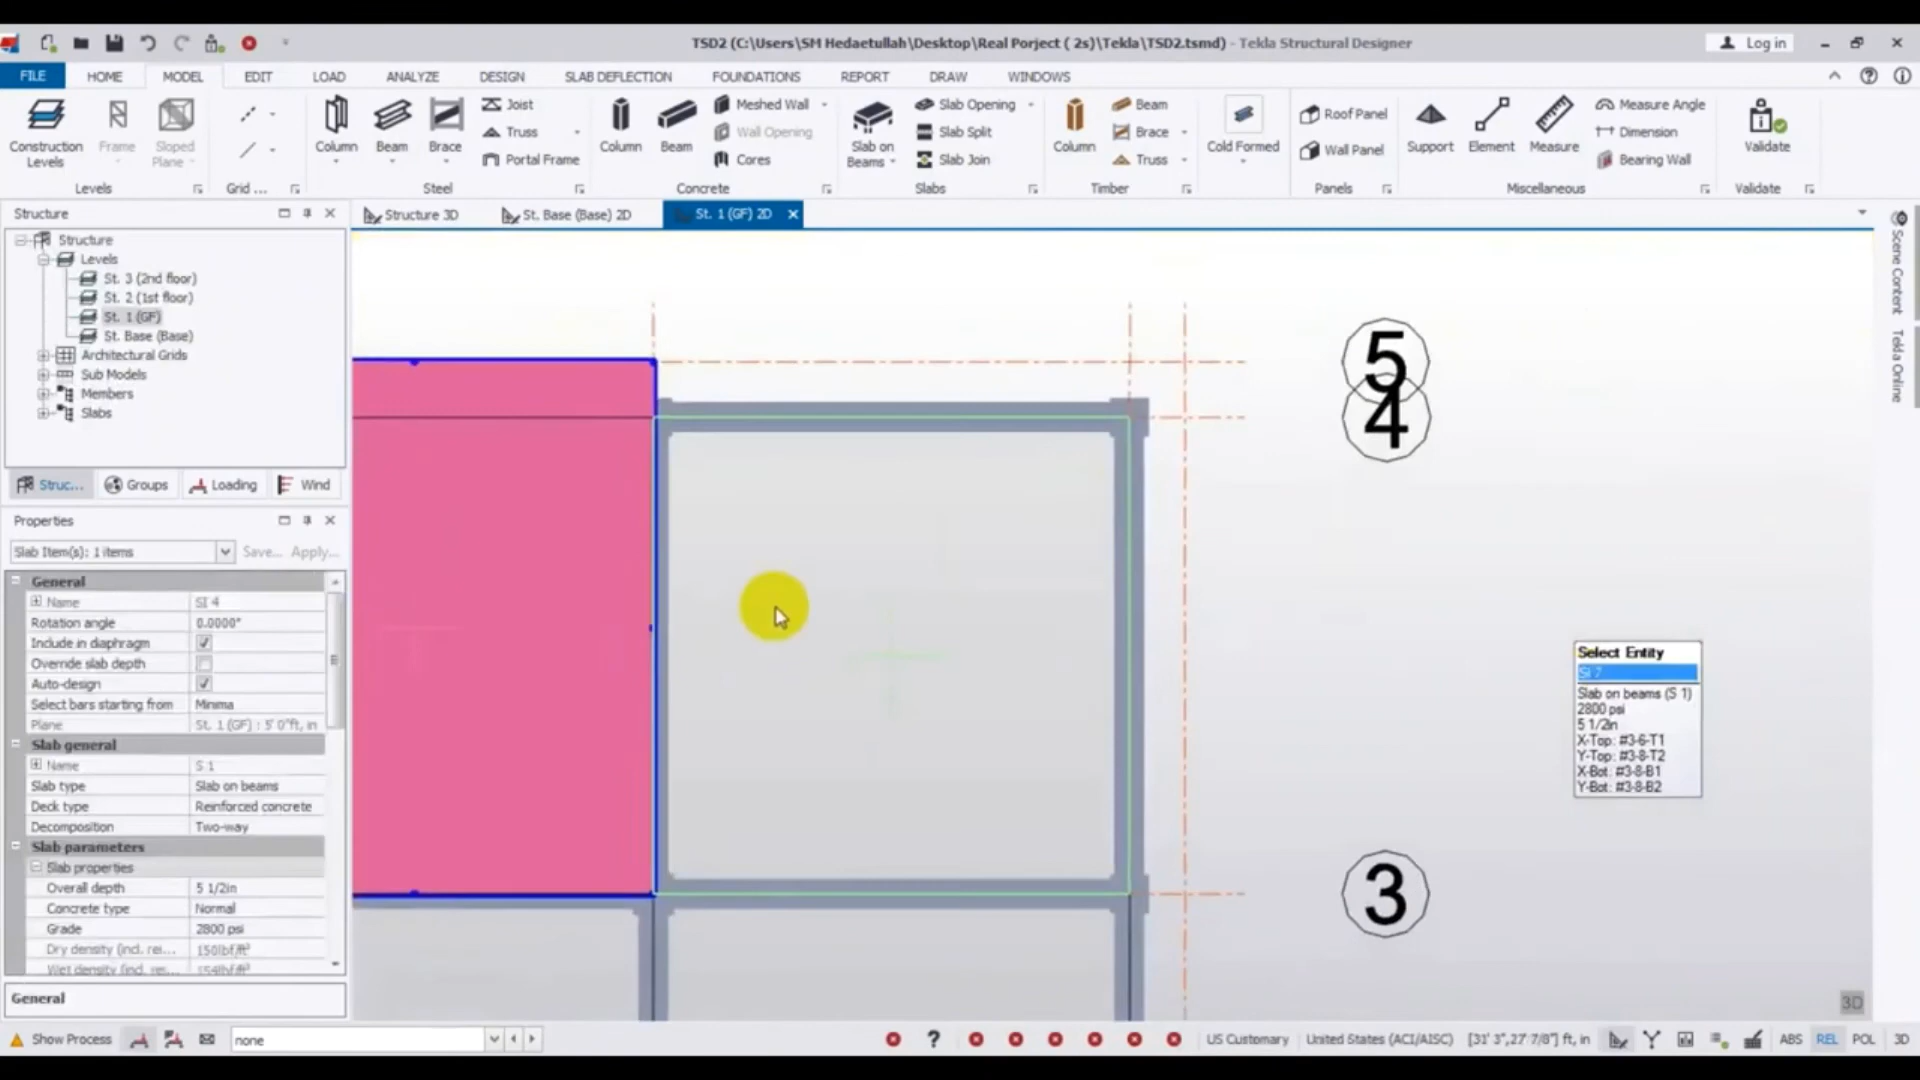 TSD2 (C:\Users\SM Hedaetullah\Desktop\Real Porject ( 2s)\Tekla\TSD2.tsmd) - Tekla Structural Designer
Log in
FILE HOME MODEL EDIT LOAD ANALYZE DESIGN SLAB DEFLECTION FOUNDATIONS REPORT DRAW WINDOWS
Construction Levels
Frame
Sloped Plane
Levels
Grid ...
Column
Beam
Brace
Joist
Truss
Portal Frame
Steel
Column
Beam
Meshed Wall
Wall Opening
Cores
Concrete
Slab on Beams
Slab Opening
Slab Split
Slab Join
Slabs
Column
Beam
Brace
Truss
Timber
Cold Formed
Roof Panel
Wall Panel
Panels
Support
Element
Measure
Measure Angle
Dimension
Bearing Wall
Miscellaneous
Validate
Validate
Structure
Structure 3D
St. Base (Base) 2D
St. 1 (GF) 2D
Structure
Levels
St. 3 (2nd floor)
St. 2 (1st floor)
St. 1 (GF)
St. Base (Base)
Architectural Grids
Sub Models
Members
Slabs
Struc... Groups Loading Wind
Properties
Slab Item(s): 1 items Save... Apply...
General
Name SI 4
Rotation angle 0.0000°
Include in diaphragm
Override slab depth
Auto-design
Select bars starting from Minima
Plane St. 1 (GF) : 5' 0"ft, in
Slab general
Name S 1
Slab type Slab on beams
Deck type Reinforced concrete
Decomposition Two-way
Slab parameters
Slab properties
Overall depth 5 1/2in
Concrete type Normal
Grade 2800 psi
Dry density (incl. rei... 150lbf/ft³
Wet density (incl. rei... 154lbf/ft³
General
5
4
3
Select Entity
SI 7
Slab on beams (S 1)
2800 psi
5 1/2in
X-Top: #3-6-T1
Y-Top: #3-8-T2
X-Bot: #3-8-B1
Y-Bot: #3-8-B2
Scene Content
Tekla Online
3D
Show Process
none
US Customary
United States (ACI/AISC)
[31' 3",27 7/8"] ft, in
ABS REL POL 3D